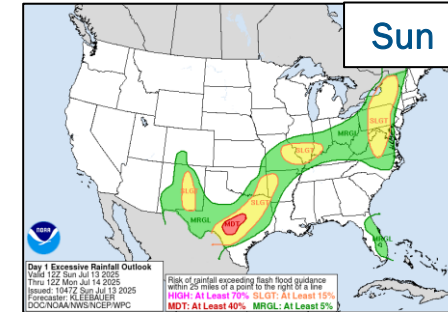 Sun
SLGT
MRGL
SLGT
SLGT
SLGT
MRGL
MDT
MRGL
NOAA
Day 1 Excessive Rainfall Outlook
Valid 12Z Sun Jul 13 2025
Thru 12Z Mon Jul 14 2025
Issued: 1047Z Sun Jul 13 2025
Forecaster: KLEEBAUER
DOC/NOAA/NWS/NCEP/WPC
Risk of rainfall exceeding flash flood guidance
within 25 miles of a point to the right of a line
HIGH: At Least 70% SLGT: At Least 15%
MDT: At Least 40% MRGL: At Least 5%